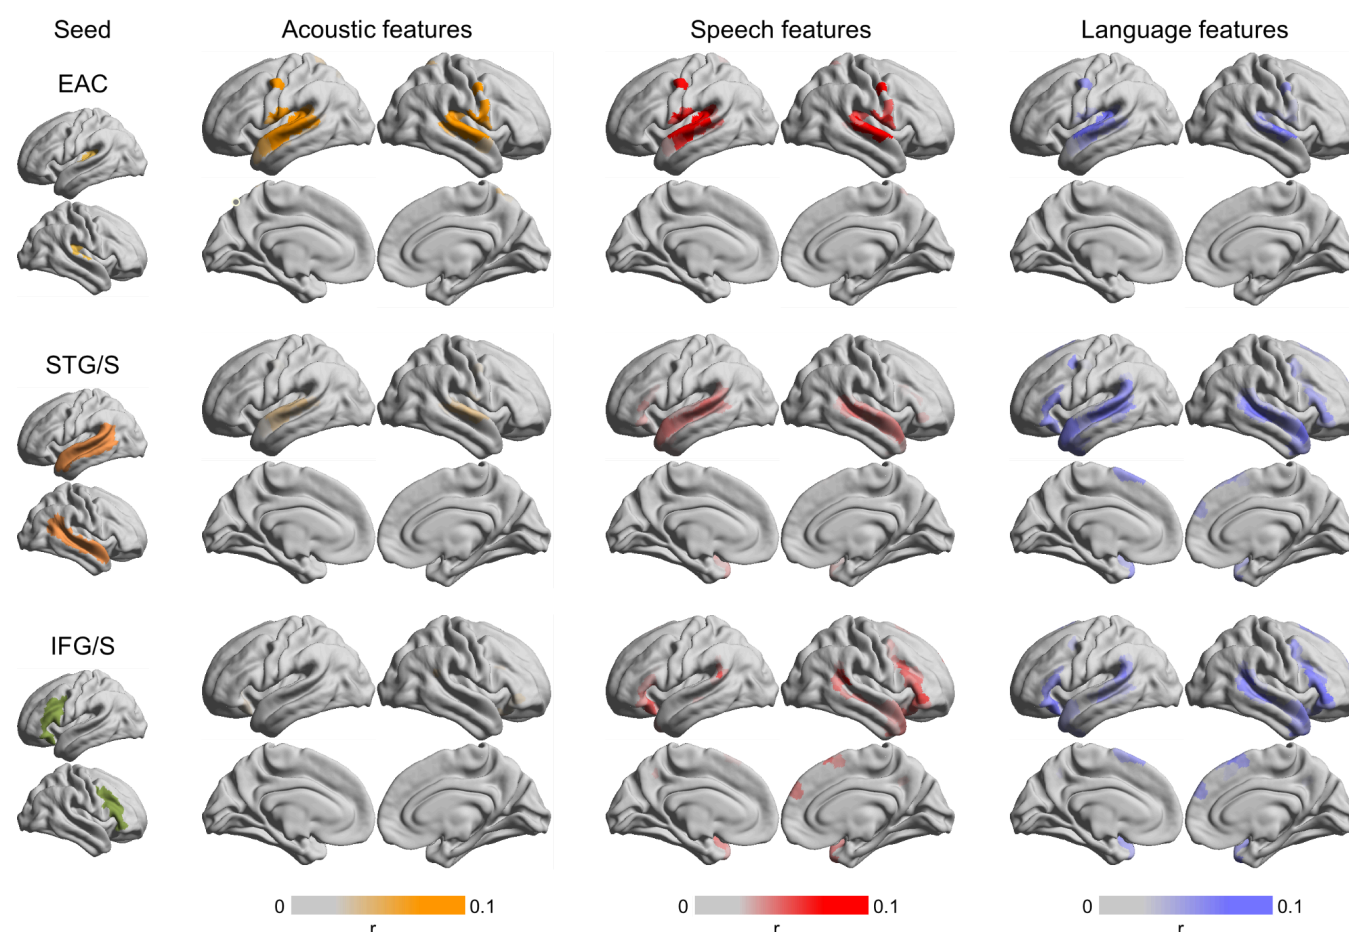 Seed Acoustic features Speech features Language features
EAC
STG/S
IFG/S
0 0.1 0 0.1 0 0.1
r r r